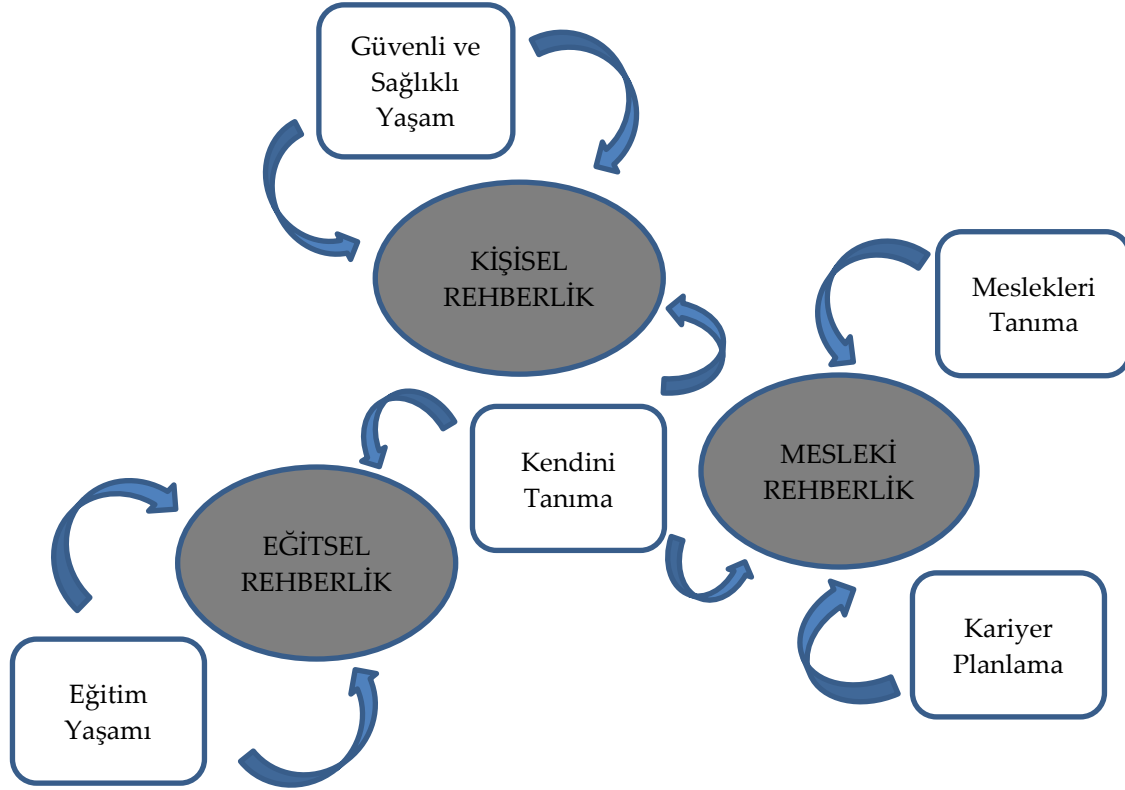 Güvenli ve
Sağlıklı
Yaşam
KİŞİSEL
REHBERLİK
Meslekleri
Tanıma
MESLEKİ
REHBERLİK
Kendini
Tanıma
EĞİTSEL
REHBERLİK
Kariyer
Planlama
Eğitim
Yaşamı